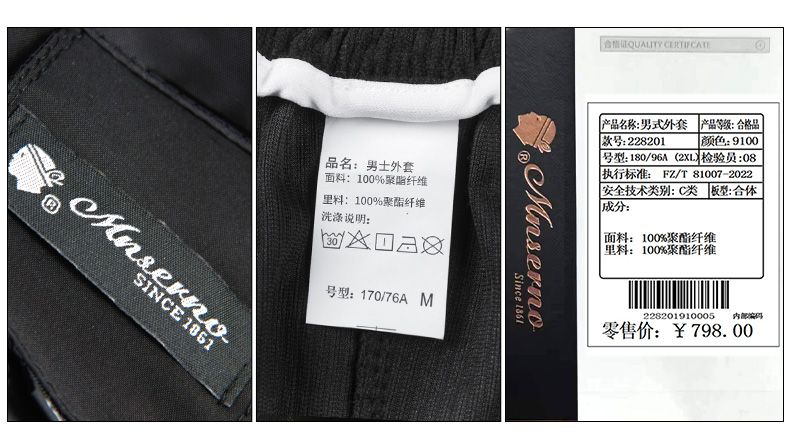 ®
Mnserno
SINCE 1861
品名：男士外套
面料：100%聚酯纤维
里料：100%聚酯纤维
洗涤说明：
30
号型：170/76A M
®
Mnserno
Since 1861
合格证QUALITY CERTIFCATE
产品名称:男式外套 产品等级:合格品
款号:228201 颜色:9100
号型:180/96A (2XL) 检验员:08
执行标准: FZ/T 81007-2022
安全技术类别:C类 板型:合体
成分:
面料: 100%聚酯纤维
里料: 100%聚酯纤维
228201910005 内部编码
零售价: ￥798.00